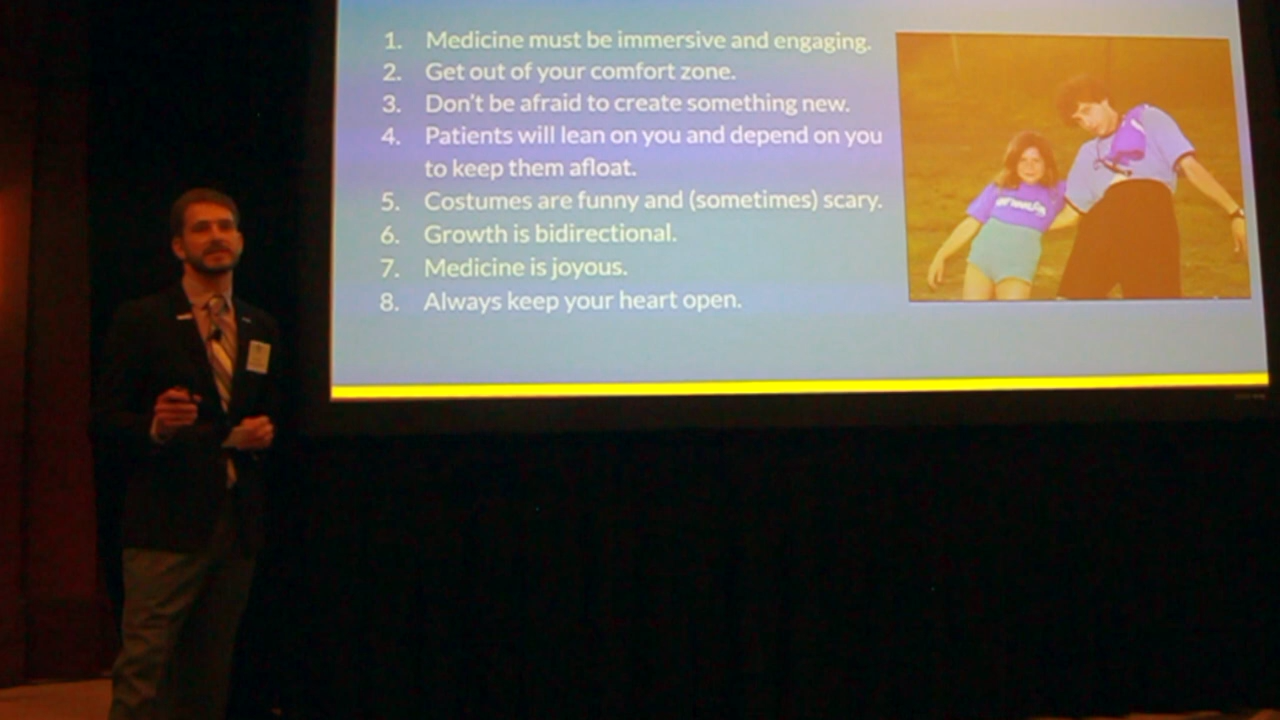 1. Medicine must be immersive and engaging.
2. Get out of your comfort zone.
3. Don't be afraid to create something new.
4. Patients will lean on you and depend on you
to keep them afloat.
5. Costumes are funny and (sometimes) scary.
6. Growth is bidirectional.
7. Medicine is joyous.
8. Always keep your heart open.